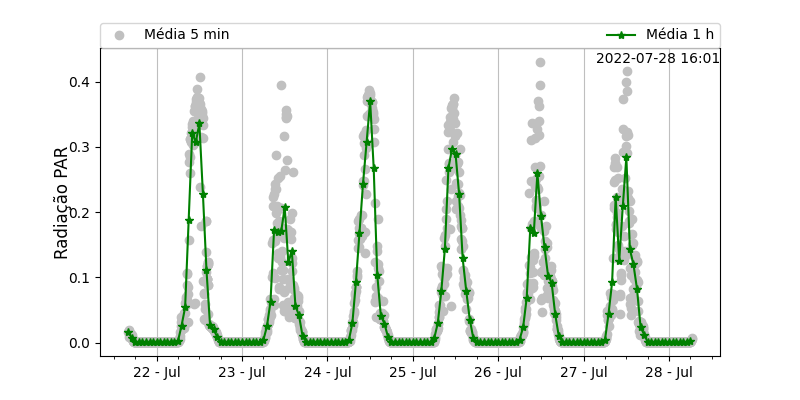 Média 5 min
Média 1 h
2022-07-28 16:01
Radiação PAR
0.4
0.3
0.2
0.1
0.0
22 - Jul
23 - Jul
24 - Jul
25 - Jul
26 - Jul
27 - Jul
28 - Jul